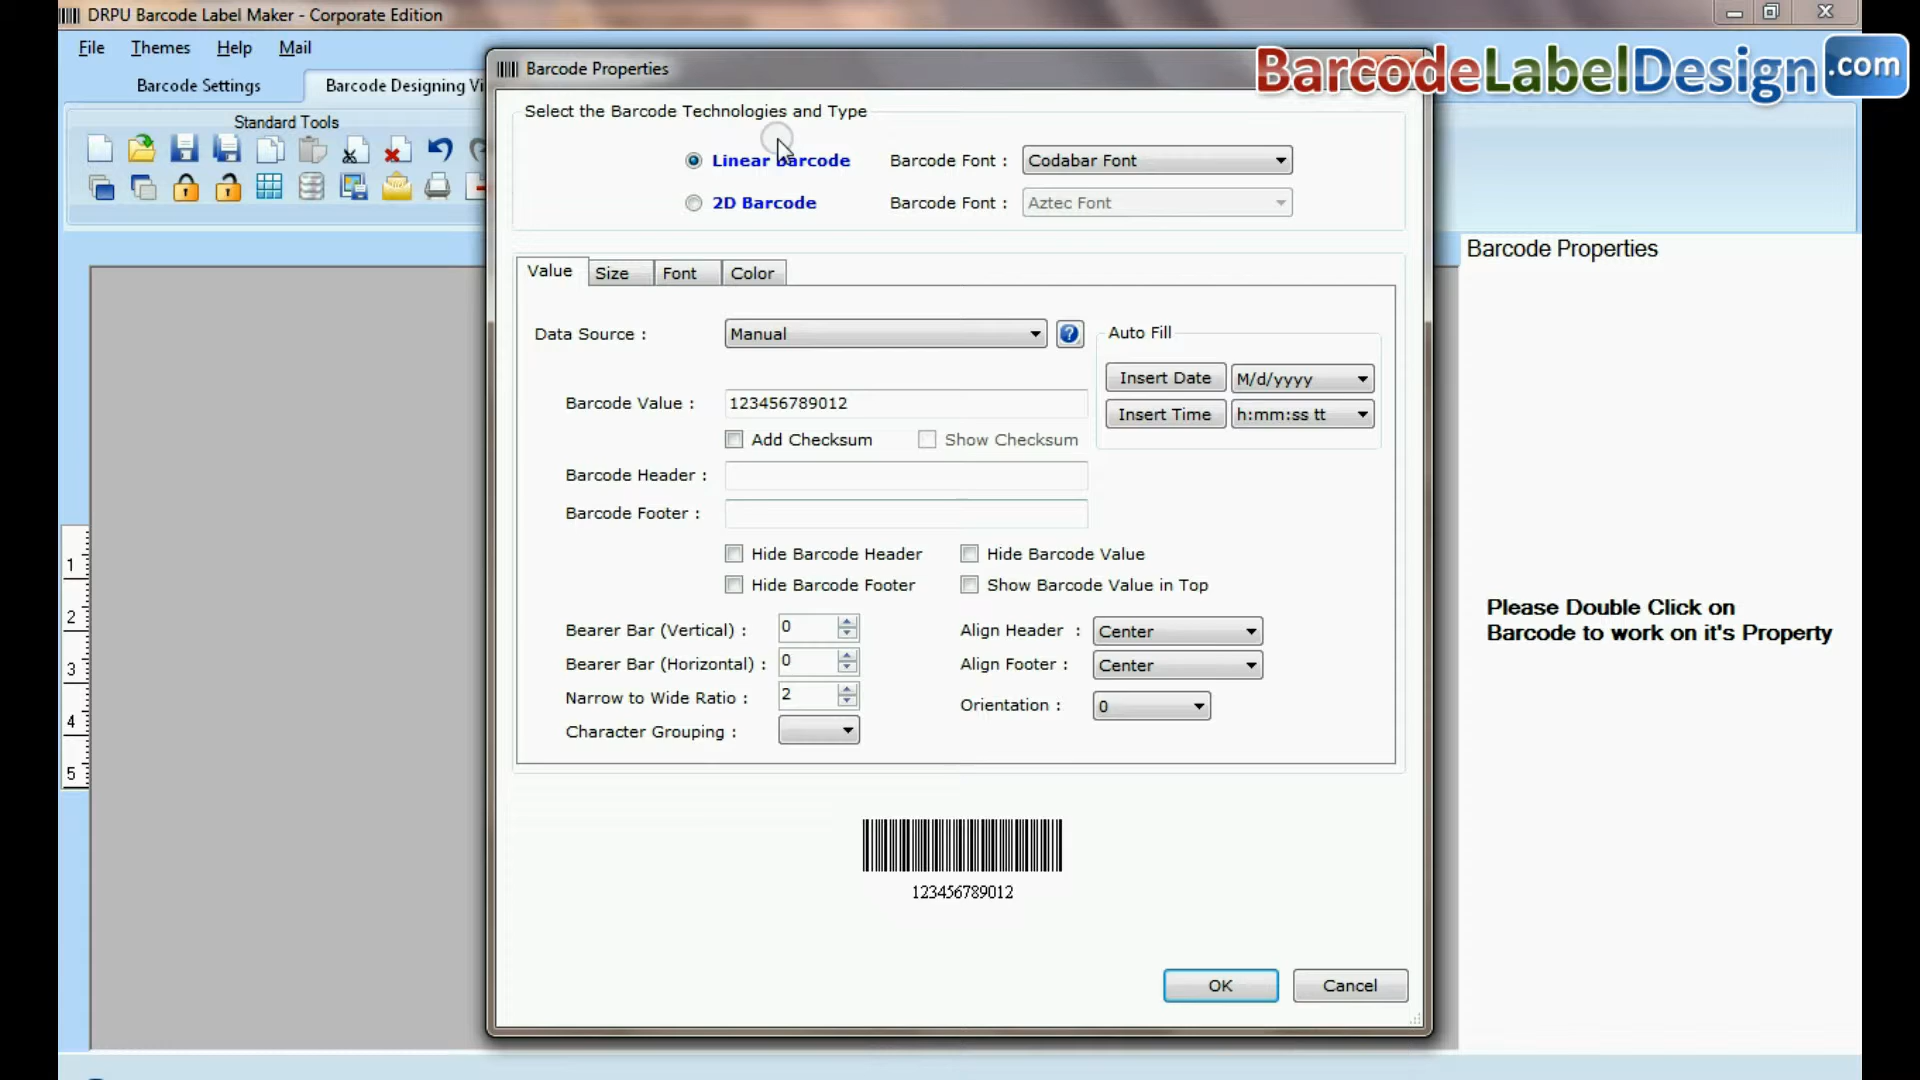 DRPU Barcode Label Maker - Corporate Edition
File Themes Help Mail
Barcode Settings
Barcode Designing Vi
Standard Tools
BarcodeLabelDesign.com
Barcode Properties
Select the Barcode Technologies and Type
Linear Barcode Barcode Font : Codabar Font
2D Barcode Barcode Font : Aztec Font
Value Size Font Color
Data Source : Manual ?
Auto Fill
Insert Date M/d/yyyy
Insert Time h:mm:ss tt
Barcode Value : 123456789012
Add Checksum Show Checksum
Barcode Header :
Barcode Footer :
Hide Barcode Header Hide Barcode Value
Hide Barcode Footer Show Barcode Value in Top
Bearer Bar (Vertical) : 0 Align Header : Center
Bearer Bar (Horizontal) : 0 Align Footer : Center
Narrow to Wide Ratio : 2 Orientation : 0
Character Grouping :
123456789012
OK Cancel
1
2
3
4
5
Barcode Properties
Please Double Click on
Barcode to work on it's Property